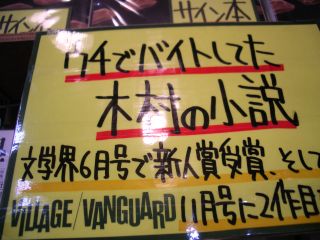 サイン本
ウチでバイトしてた
木村の小説
文学界6月号で新人賞受賞、そして
VILLAGE/VANGUARD 11月号に2作目